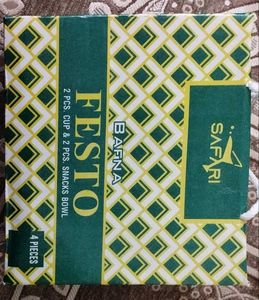 SAFARI
BAFNA
FESTO
2 PCS. CUP & 2 PCS. SNACKS BOWL
4 PIECES